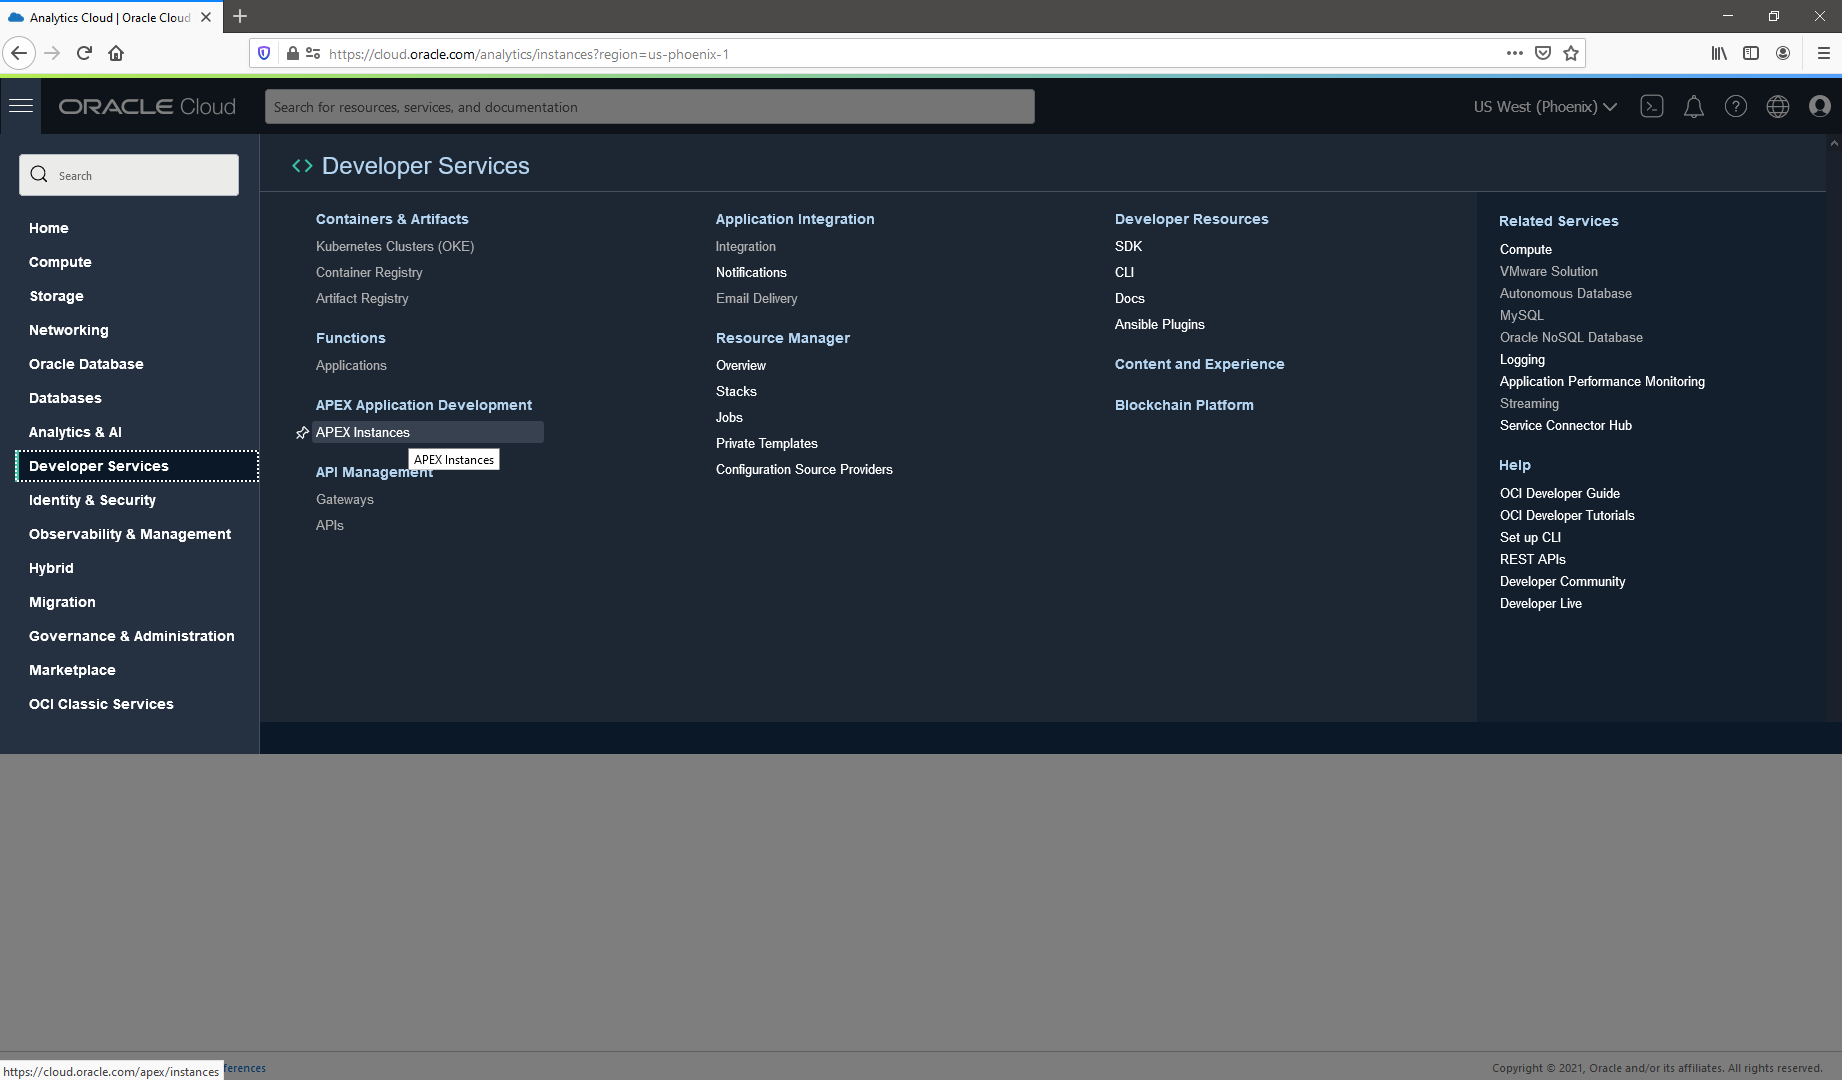 Analytics Cloud | Oracle Cloud
https://cloud.oracle.com/analytics/instances?region=us-phoenix-1
ORACLE Cloud
Search for resources, services, and documentation
US West (Phoenix)
Search
Home
Compute
Storage
Networking
Oracle Database
Databases
Analytics & AI
Developer Services
Identity & Security
Observability & Management
Hybrid
Migration
Governance & Administration
Marketplace
OCI Classic Services
Developer Services
Containers & Artifacts
Kubernetes Clusters (OKE)
Container Registry
Artifact Registry
Functions
Applications
APEX Application Development
APEX Instances
APEX Instances
API Management
Gateways
APIs
Application Integration
Integration
Notifications
Email Delivery
Resource Manager
Overview
Stacks
Jobs
Private Templates
Configuration Source Providers
Developer Resources
SDK
CLI
Docs
Ansible Plugins
Content and Experience
Blockchain Platform
Related Services
Compute
VMware Solution
Autonomous Database
MySQL
Oracle NoSQL Database
Logging
Application Performance Monitoring
Streaming
Service Connector Hub
Help
OCI Developer Guide
OCI Developer Tutorials
Set up CLI
REST APIs
Developer Community
Developer Live
https://cloud.oracle.com/apex/instances
ferences
Copyright © 2021, Oracle and/or its affiliates. All rights reserved.